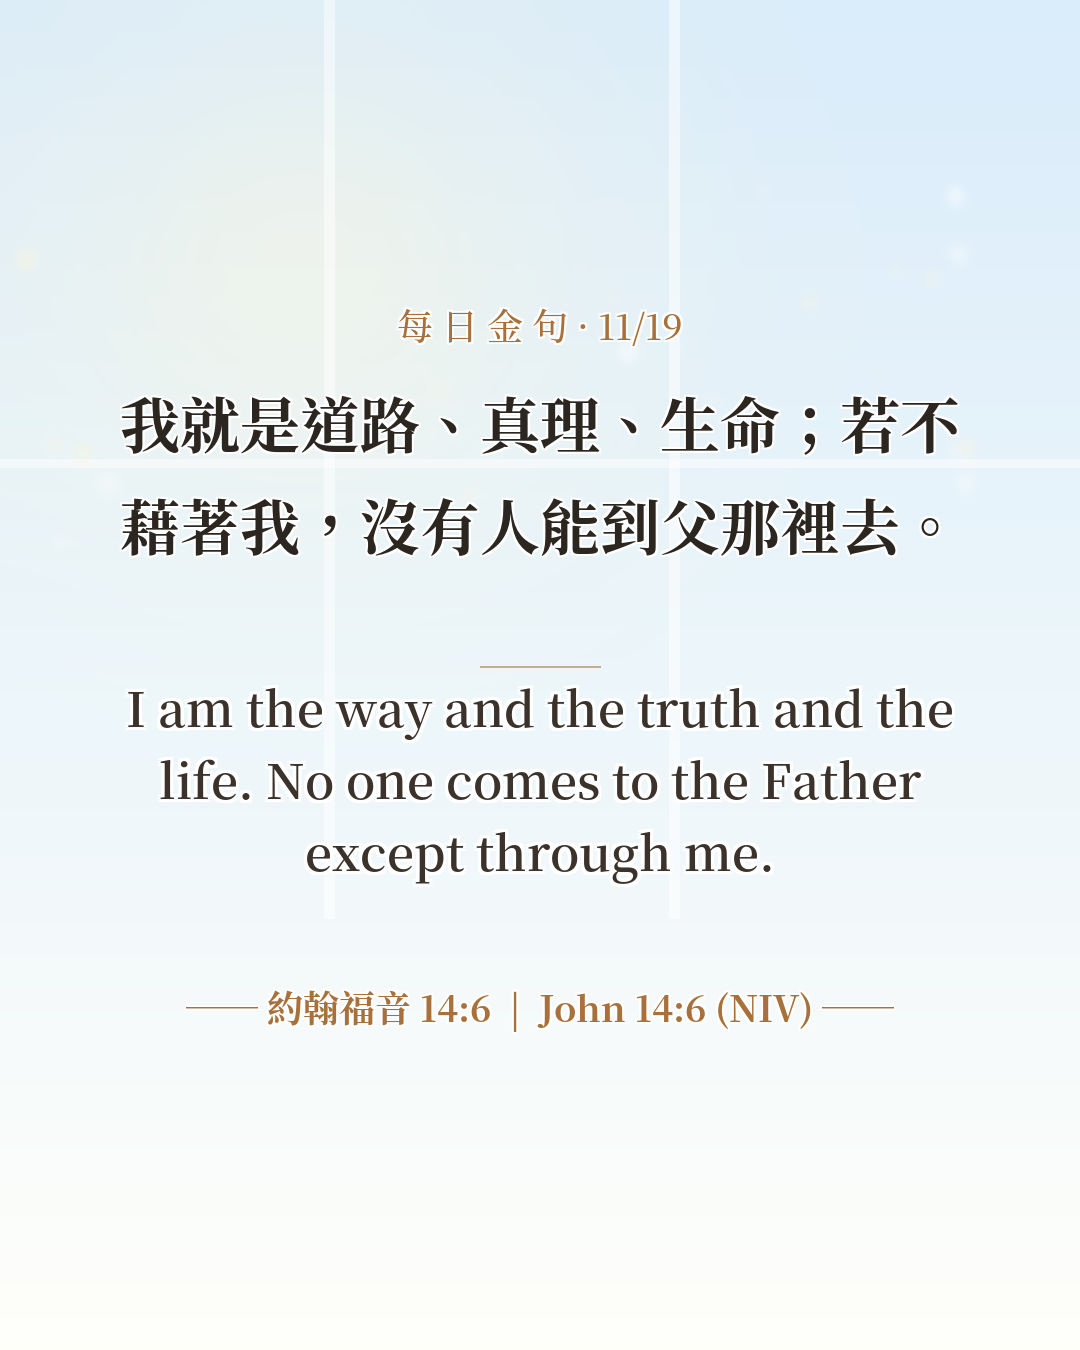 每日金句 · 11/19
我就是道路、真理、生命；若不
藉著我，沒有人能到父那裡去。
I am the way and the truth and the
life. No one comes to the Father
except through me.
—— 約翰福音 14:6 | John 14:6 (NIV) ——